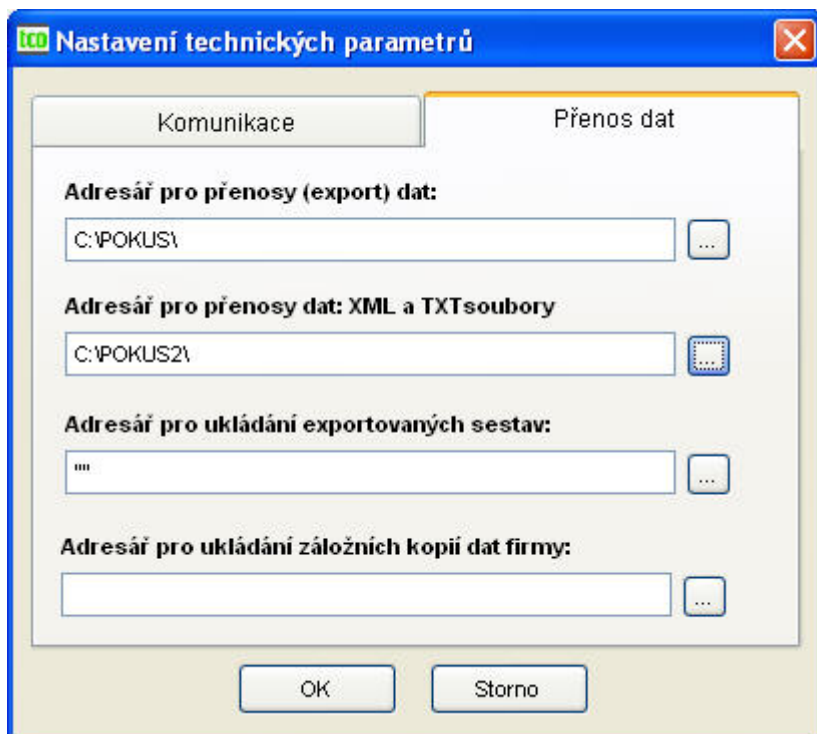 tco Nastavení technických parametrů
Komunikace
Přenos dat
Adresář pro přenosy (export) dat:
C:\POKUS\
...
Adresář pro přenosy dat: XML a TXTsoubory
C:\POKUS2\
...
Adresář pro ukládání exportovaných sestav:
""
...
Adresář pro ukládání záložních kopií dat firmy:
...
OK
Storno